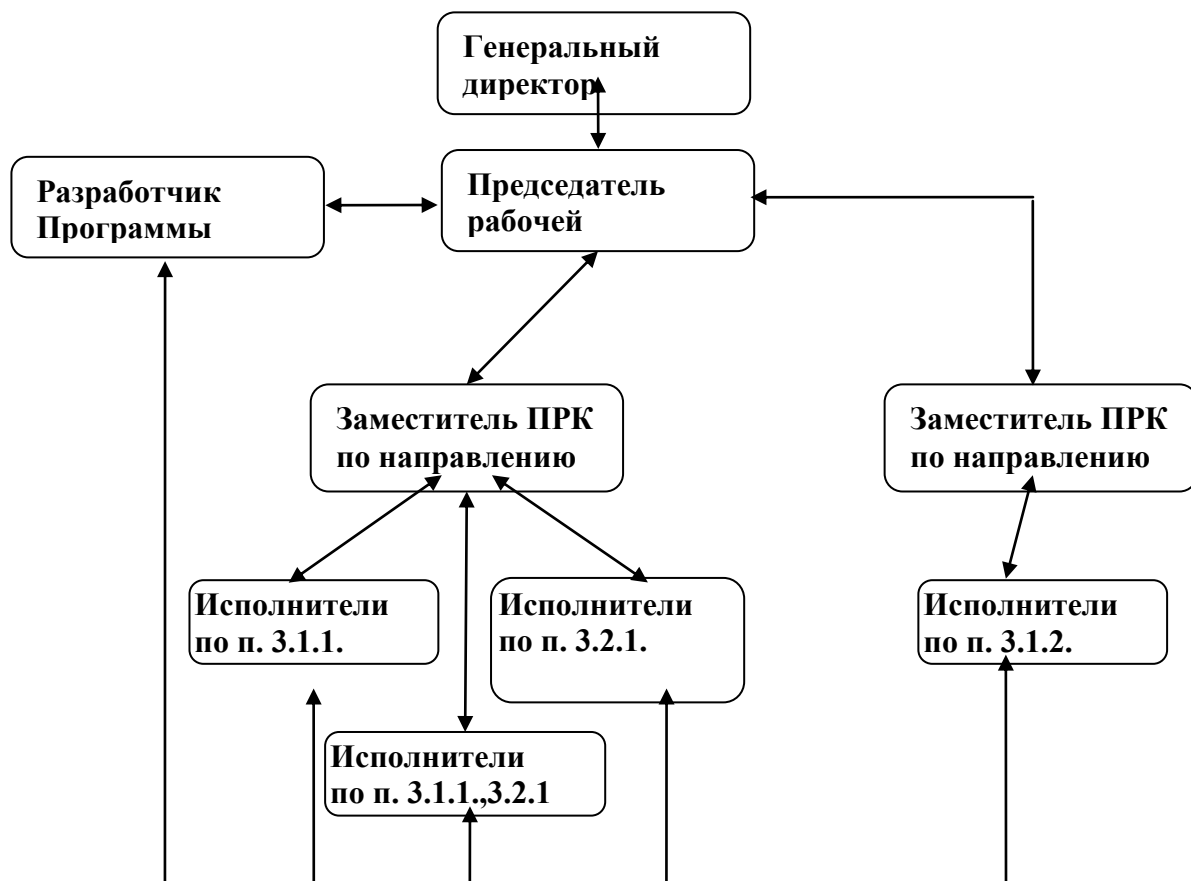 Генеральный
директор
Разработчик
Программы
Председатель
рабочей
Заместитель ПРК
по направлению
Заместитель ПРК
по направлению
Исполнители
по п. 3.1.1.
Исполнители
по п. 3.2.1.
Исполнители
по п. 3.1.2.
Исполнители
по п. 3.1.1.,3.2.1